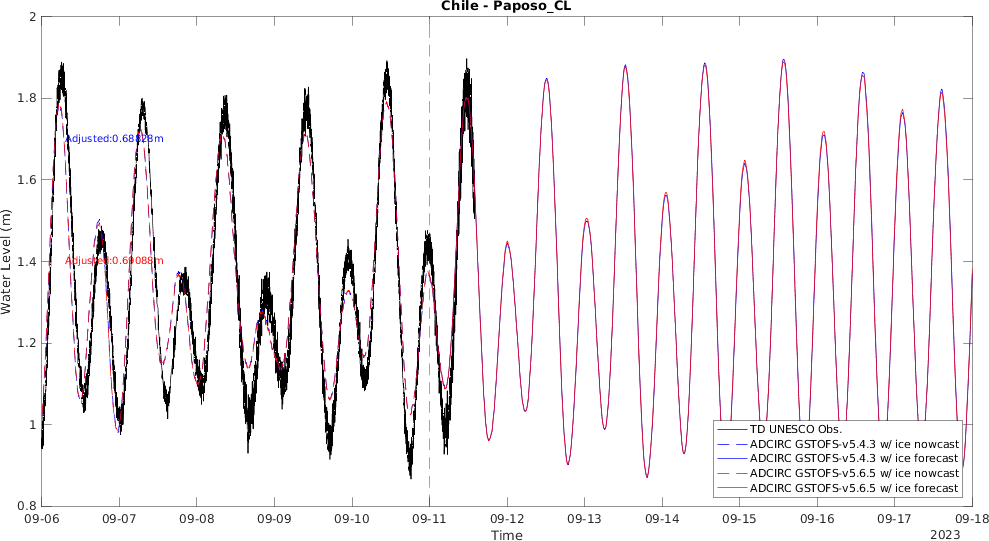 Chile - Paposo_CL
2
1.8
1.6
1.4
1.2
1
0.8
Water Level (m)
Adjusted:0.68828m
Adjusted:0.69088m
TD UNESCO Obs.
ADCIRC GSTOFS-v5.4.3 w/ ice nowcast
ADCIRC GSTOFS-v5.4.3 w/ ice forecast
ADCIRC GSTOFS-v5.6.5 w/ ice nowcast
ADCIRC GSTOFS-v5.6.5 w/ ice forecast
09-06 09-07 09-08 09-09 09-10 09-11 09-12 09-13 09-14 09-15 09-16 09-17 09-18
Time
2023